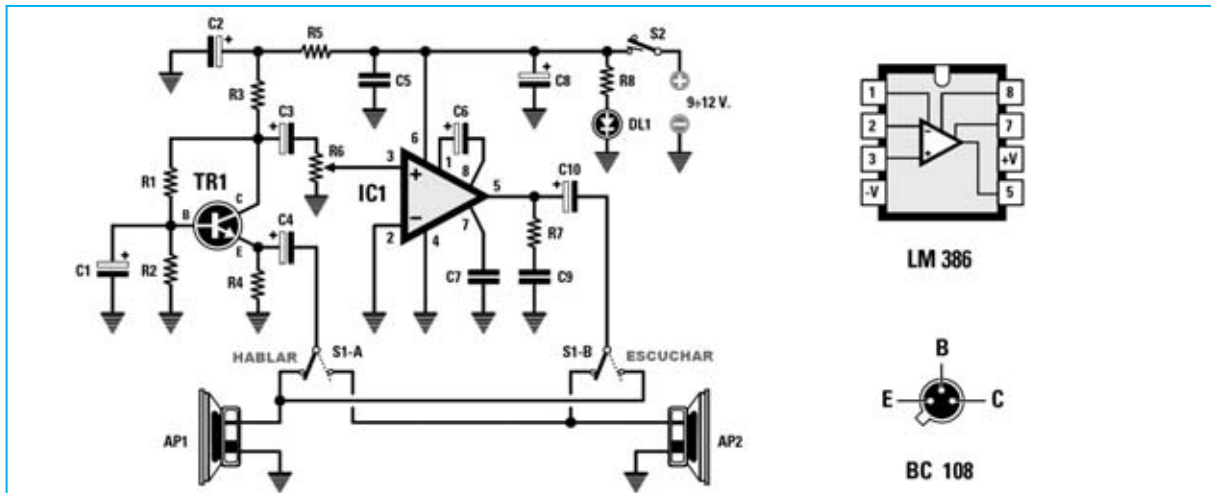 C2
R5
S2
R3
C5
C8
R8
9÷12 V.
C3
C6
DL1
R6
R1
TR1
B
C
E
C4
IC1
3
6
1
8
5
7
2
4
C10
R7
C1
R2
R4
C7
C9
HABLAR
S1-A
S1-B
ESCUCHAR
AP1
AP2
1
8
2
7
3
+V
-V
5
LM 386
B
E
C
BC 108